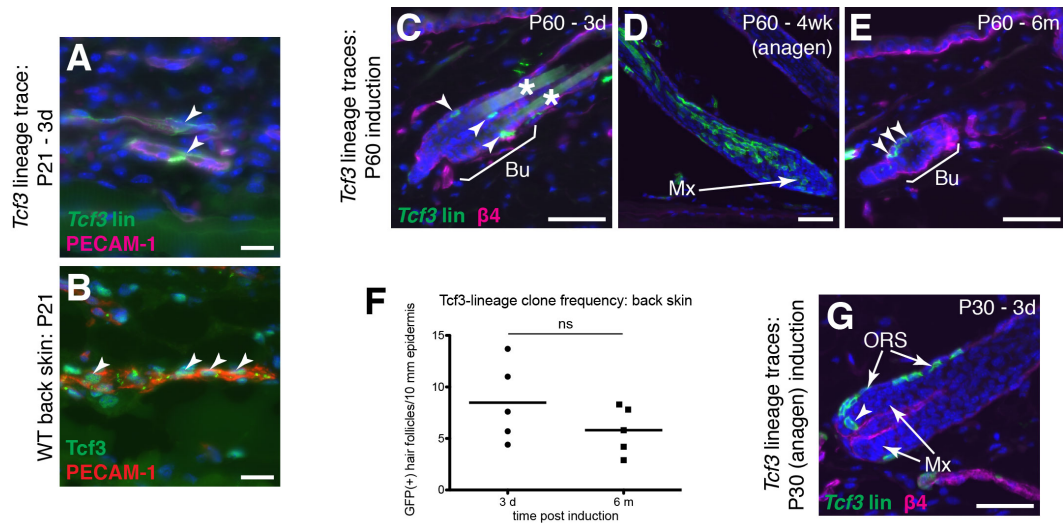 Tcf3 lineage trace:
P21 - 3d
A
Tcf3 lin
PECAM-1
WT back skin: P21
B
Tcf3
PECAM-1
Tcf3 lineage traces:
P60 induction
C
P60 - 3d
*
*
Bu
Tcf3 lin β4
D
P60 - 4wk
(anagen)
Mx
E
P60 - 6m
Bu
F
Tcf3-lineage clone frequency: back skin
ns
GFP(+) hair follicles/10 mm epidermis
15
10
5
0
3 d
6 m
time post induction
Tcf3 lineage traces:
P30 (anagen) induction
G
P30 - 3d
ORS
Mx
Tcf3 lin β4